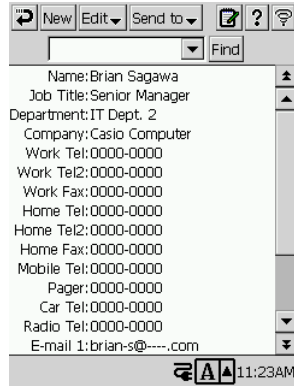 New Edit Send to ?
Find
Name:Brian Sagawa
Job Title:Senior Manager
Department:IT Dept. 2
Company:Casio Computer
Work Tel:0000-0000
Work Tel2:0000-0000
Work Fax:0000-0000
Home Tel:0000-0000
Home Tel2:0000-0000
Home Fax:0000-0000
Mobile Tel:0000-0000
Pager:0000-0000
Car Tel:0000-0000
Radio Tel:0000-0000
E-mail 1:brian-s@----.com
A 11:23AM